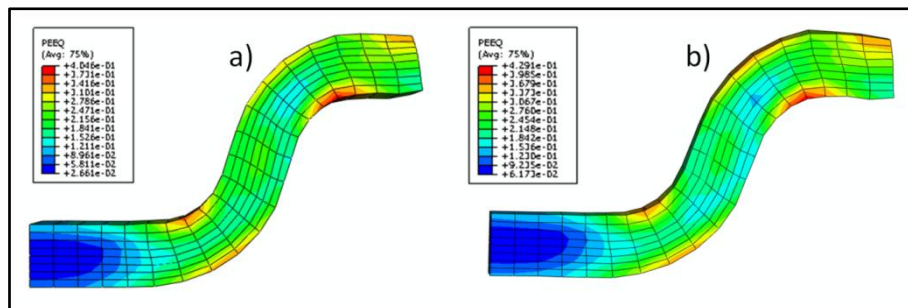 PEEQ
(Avg: 75%)
+4.046e-01
+3.731e-01
+3.416e-01
+3.101e-01
+2.786e-01
+2.471e-01
+2.156e-01
+1.841e-01
+1.526e-01
+1.211e-01
+8.961e-02
+5.811e-02
+2.661e-02
a)
PEEQ
(Avg: 75%)
+4.291e-01
+3.985e-01
+3.679e-01
+3.373e-01
+3.067e-01
+2.760e-01
+2.454e-01
+2.148e-01
+1.842e-01
+1.536e-01
+1.230e-01
+9.235e-02
+6.173e-02
b)